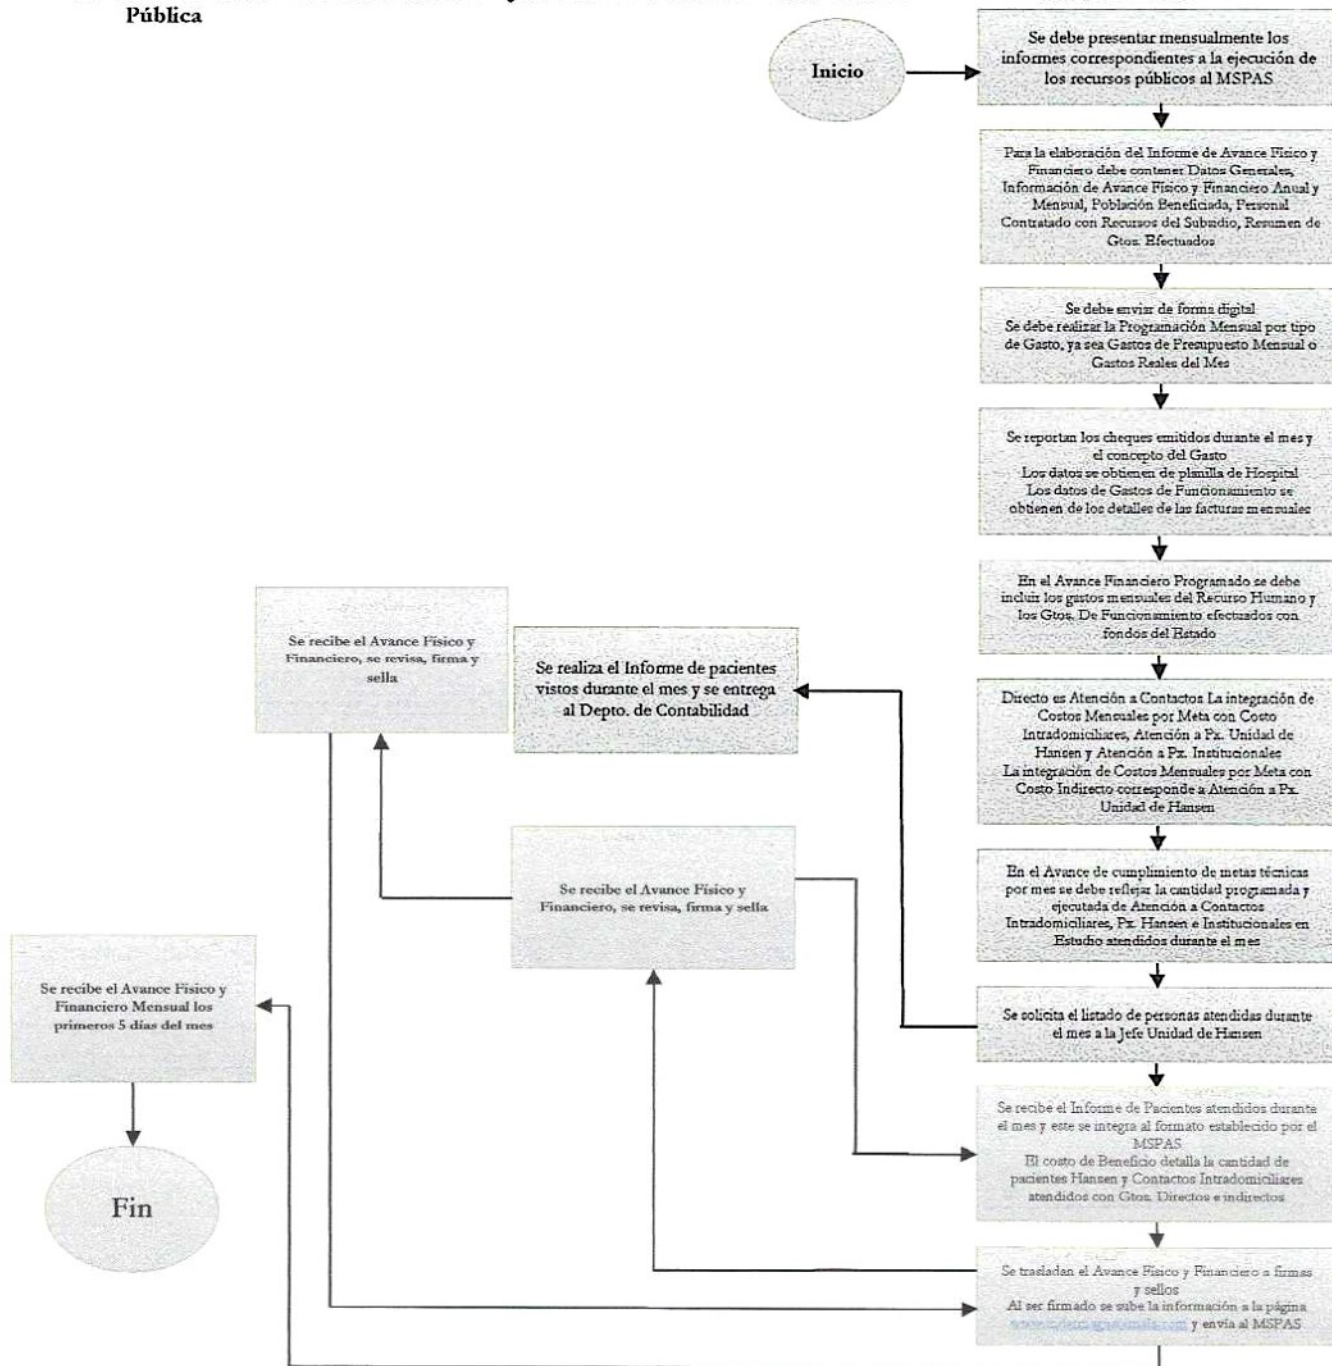 Pública
Inicio
Se debe presentar mensualmente los
informes correspondientes a la ejecución de
los recursos públicos al MSPAS
Para la elaboración del Informe de Avance Físico y
Financiero debe contener Datos Generales,
Información de Avance Físico y Financiero Anual y
Mensual, Población Beneficiada, Personal
Contratado con Recursos del Subsidio, Resumen de
Gtos. Efectuados
Se debe enviar de forma digital
Se debe realizar la Programación Mensual por tipo
de Gasto, ya sea Gastos de Presupuesto Mensual o
Gastos Reales del Mes
Se reportan los cheques emitidos durante el mes y
el concepto del Gasto
Los datos se obtienen de planilla de Hospital
Los datos de Gastos de Funcionamiento se
obtienen de los detalles de las facturas mensuales
En el Avance Financiero Programado se debe
incluir los gastos mensuales del Recurso Humano y
los Gtos. De Funcionamiento efectuados con
fondos del Estado
Directo es Atención a Contactos La integración de
Costos Mensuales por Meta con Costo
Intradomiciliares, Atención a Px. Unidad de
Hansen y Atención a Px. Institucionales
La integración de Costos Mensuales por Meta con
Costo Indirecto corresponde a Atención a Px.
Unidad de Hansen
En el Avance de cumplimiento de metas técnicas
por mes se debe reflejar la cantidad programada y
ejecutada de Atención a Contactos
Intradomiciliares, Px. Hansen e Institucionales en
Estudio atendidos durante el mes
Se solicita el listado de personas atendidas durante
el mes a la Jefe Unidad de Hansen
Se realiza el Informe de pacientes
vistos durante el mes y se entrega
al Depto. de Contabilidad
Se recibe el Informe de Pacientes atendidos durante
el mes y este se integra al formato establecido por el
MSPAS
El costo de Beneficio detalla la cantidad de
pacientes Hansen y Contactos Intradomiciliares
atendidos con Gtos. Directos e indirectos
Se trasladan el Avance Físico y Financiero a firmas
y sellos
Al ser firmado se sube la información a la página
y envía al MSPAS
Se recibe el Avance Físico y
Financiero, se revisa, firma y sella
Se recibe el Avance Físico y
Financiero, se revisa, firma y
sella
Se recibe el Avance Físico y
Financiero Mensual los
primeros 5 días del mes
Fin